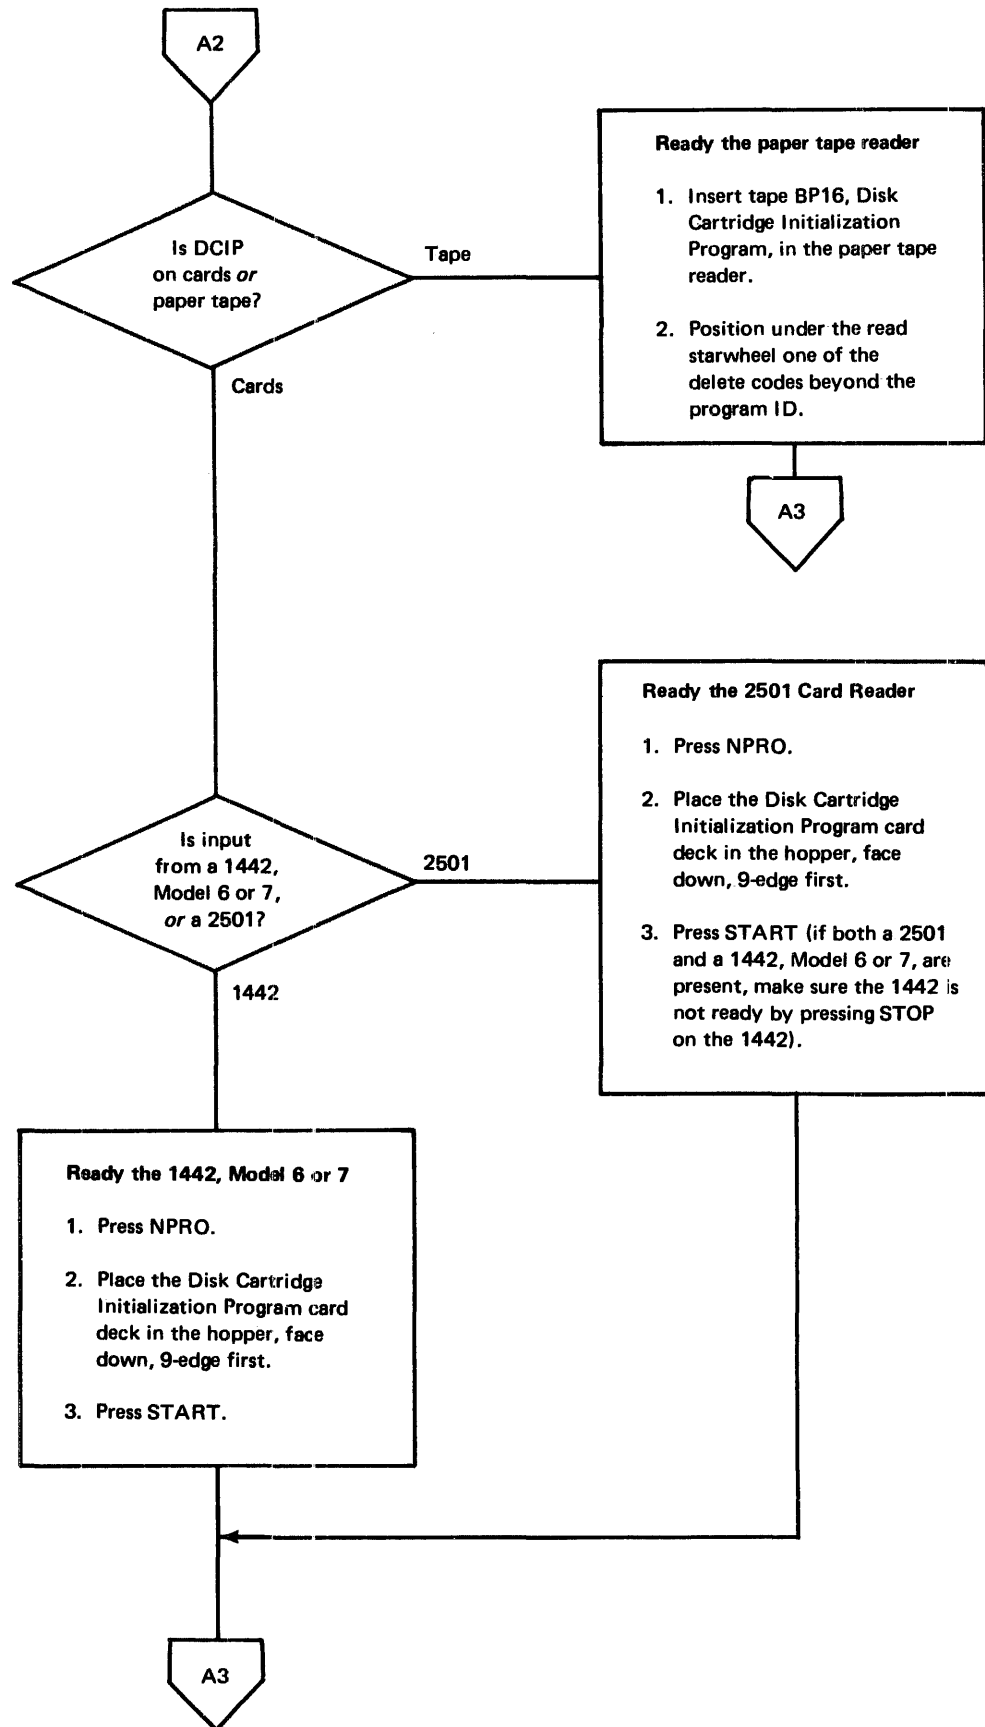 A2
Is DCIP
on cards or
paper tape?
Tape
Cards
Ready the paper tape reader
1. Insert tape BP16, Disk
Cartridge Initialization
Program, in the paper tape
reader.
2. Position under the read
starwheel one of the
delete codes beyond the
program ID.
A3
Is input
from a 1442,
Model 6 or 7,
or a 2501?
2501
1442
Ready the 2501 Card Reader
1. Press NPRO.
2. Place the Disk Cartridge
Initialization Program card
deck in the hopper, face
down, 9-edge first.
3. Press START (if both a 2501
and a 1442, Model 6 or 7, are
present, make sure the 1442 is
not ready by pressing STOP
on the 1442).
Ready the 1442, Model 6 or 7
1. Press NPRO.
2. Place the Disk Cartridge
Initialization Program card
deck in the hopper, face
down, 9-edge first.
3. Press START.
A3